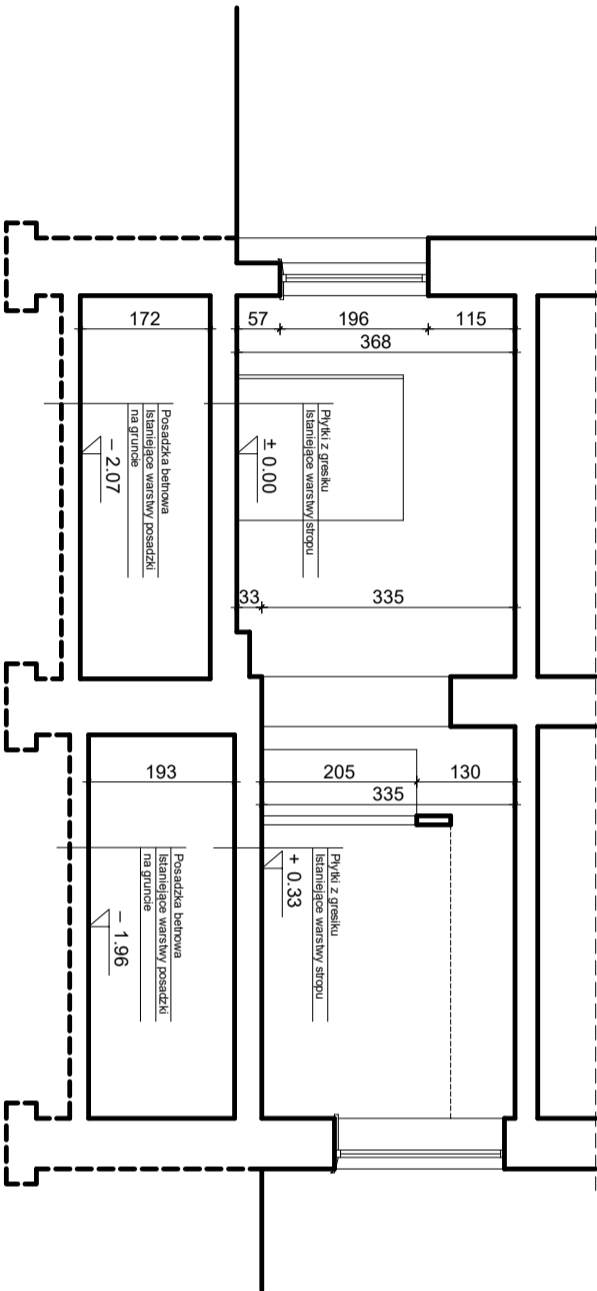 172
57
196
115
368
Płytki z gresiku
Istaniejące warstwy stropu
± 0.00
Posadzka betnowa
Istaniejące warstwy posadzki
na gruncie
– 2.07
33
335
193
205
130
335
Płytki z gresiku
Istaniejące warstwy stropu
+ 0.33
Posadzka betnowa
Istaniejące warstwy posadzki
na gruncie
– 1.96